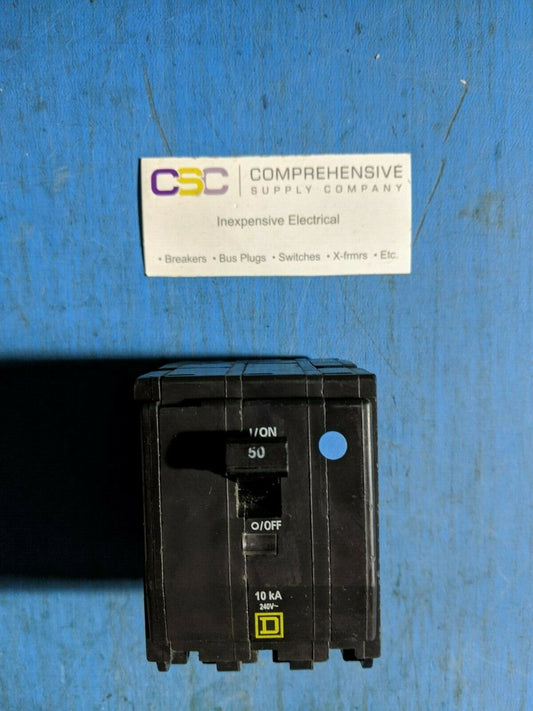 CSC COMPREHENSIVE
SUPPLY COMPANY
Inexpensive Electrical
• Breakers • Bus Plugs • Switches • X-frmrs • Etc.
I/ON
50
O/OFF
10 kA
240V~
D